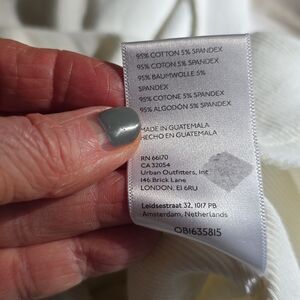 95% COTTON 5% SPANDEX
95% COTON 5% SPANDEX
95% BAUMWOLLE 5%
SPANDEX
95% COTONE 5% SPANDEX
95% ALGODÓN 5% SPANDEX
MADE IN GUATEMALA
HECHO EN GUATEMALA
RN 66170
CA 32054
Urban Outfitters, Inc
146 Brick Lane
LONDON, E1 6RU
Leidsestraat 32, 1017 PB
Amsterdam, Netherlands
OB1635815